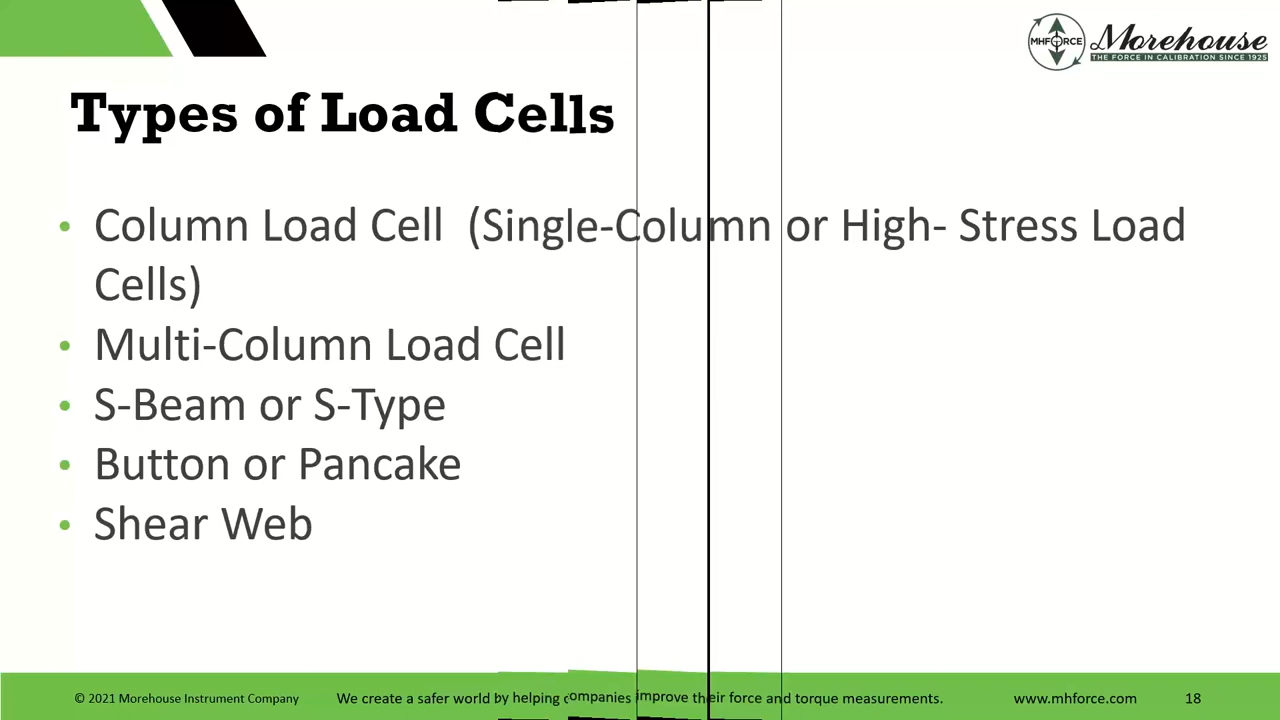 MHFORCE
Morehouse
THE FORCE IN CALIBRATION SINCE 1925
Types of Load Cells
• Column Load Cell (Single-Column or High- Stress Load
Cells)
• Multi-Column Load Cell
• S-Beam or S-Type
• Button or Pancake
• Shear Web
© 2021 Morehouse Instrument Company We create a safer world by helping companies improve their force and torque measurements. www.mhforce.com 18